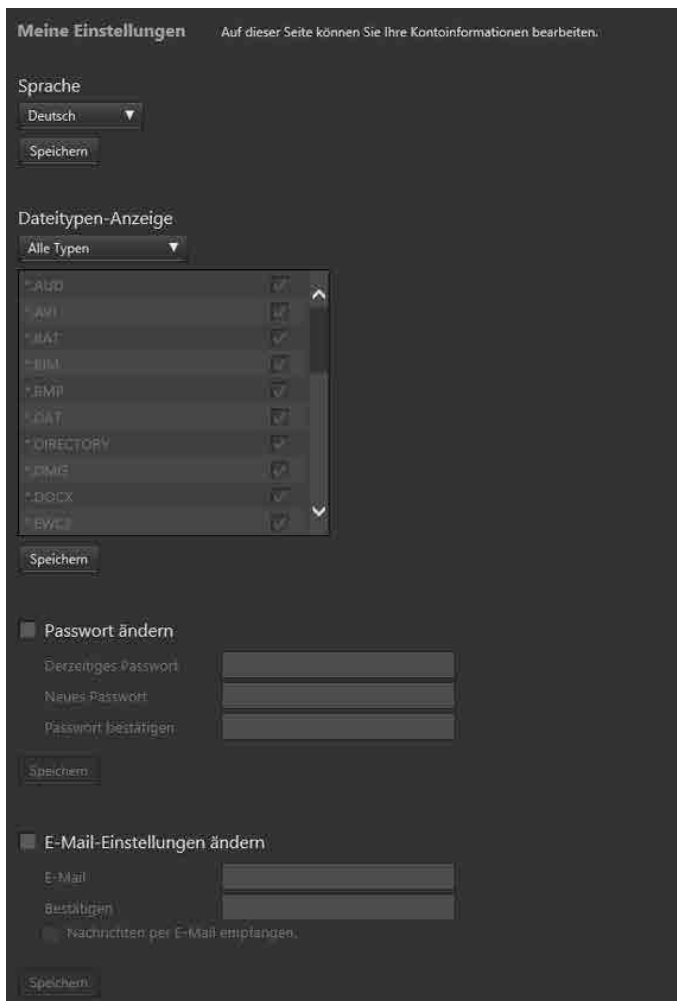 Meine Einstellungen Auf dieser Seite können Sie Ihre Kontoinformationen bearbeiten.
Sprache
Deutsch
Speichern
Dateitypen-Anzeige
Alle Typen
*.AUD
*.AVI
*.BAT
*.BIM
*.BMP
*.DAT
*.DIRECTORY
*.DMG
*.DOCX
Speichern
Passwort ändern
Derzeitiges Passwort
Neues Passwort
Passwort bestätigen
Speichern
E-Mail-Einstellungen ändern
E-Mail
Bestätigen
Nachrichten per E-Mail empfangen.
Speichern